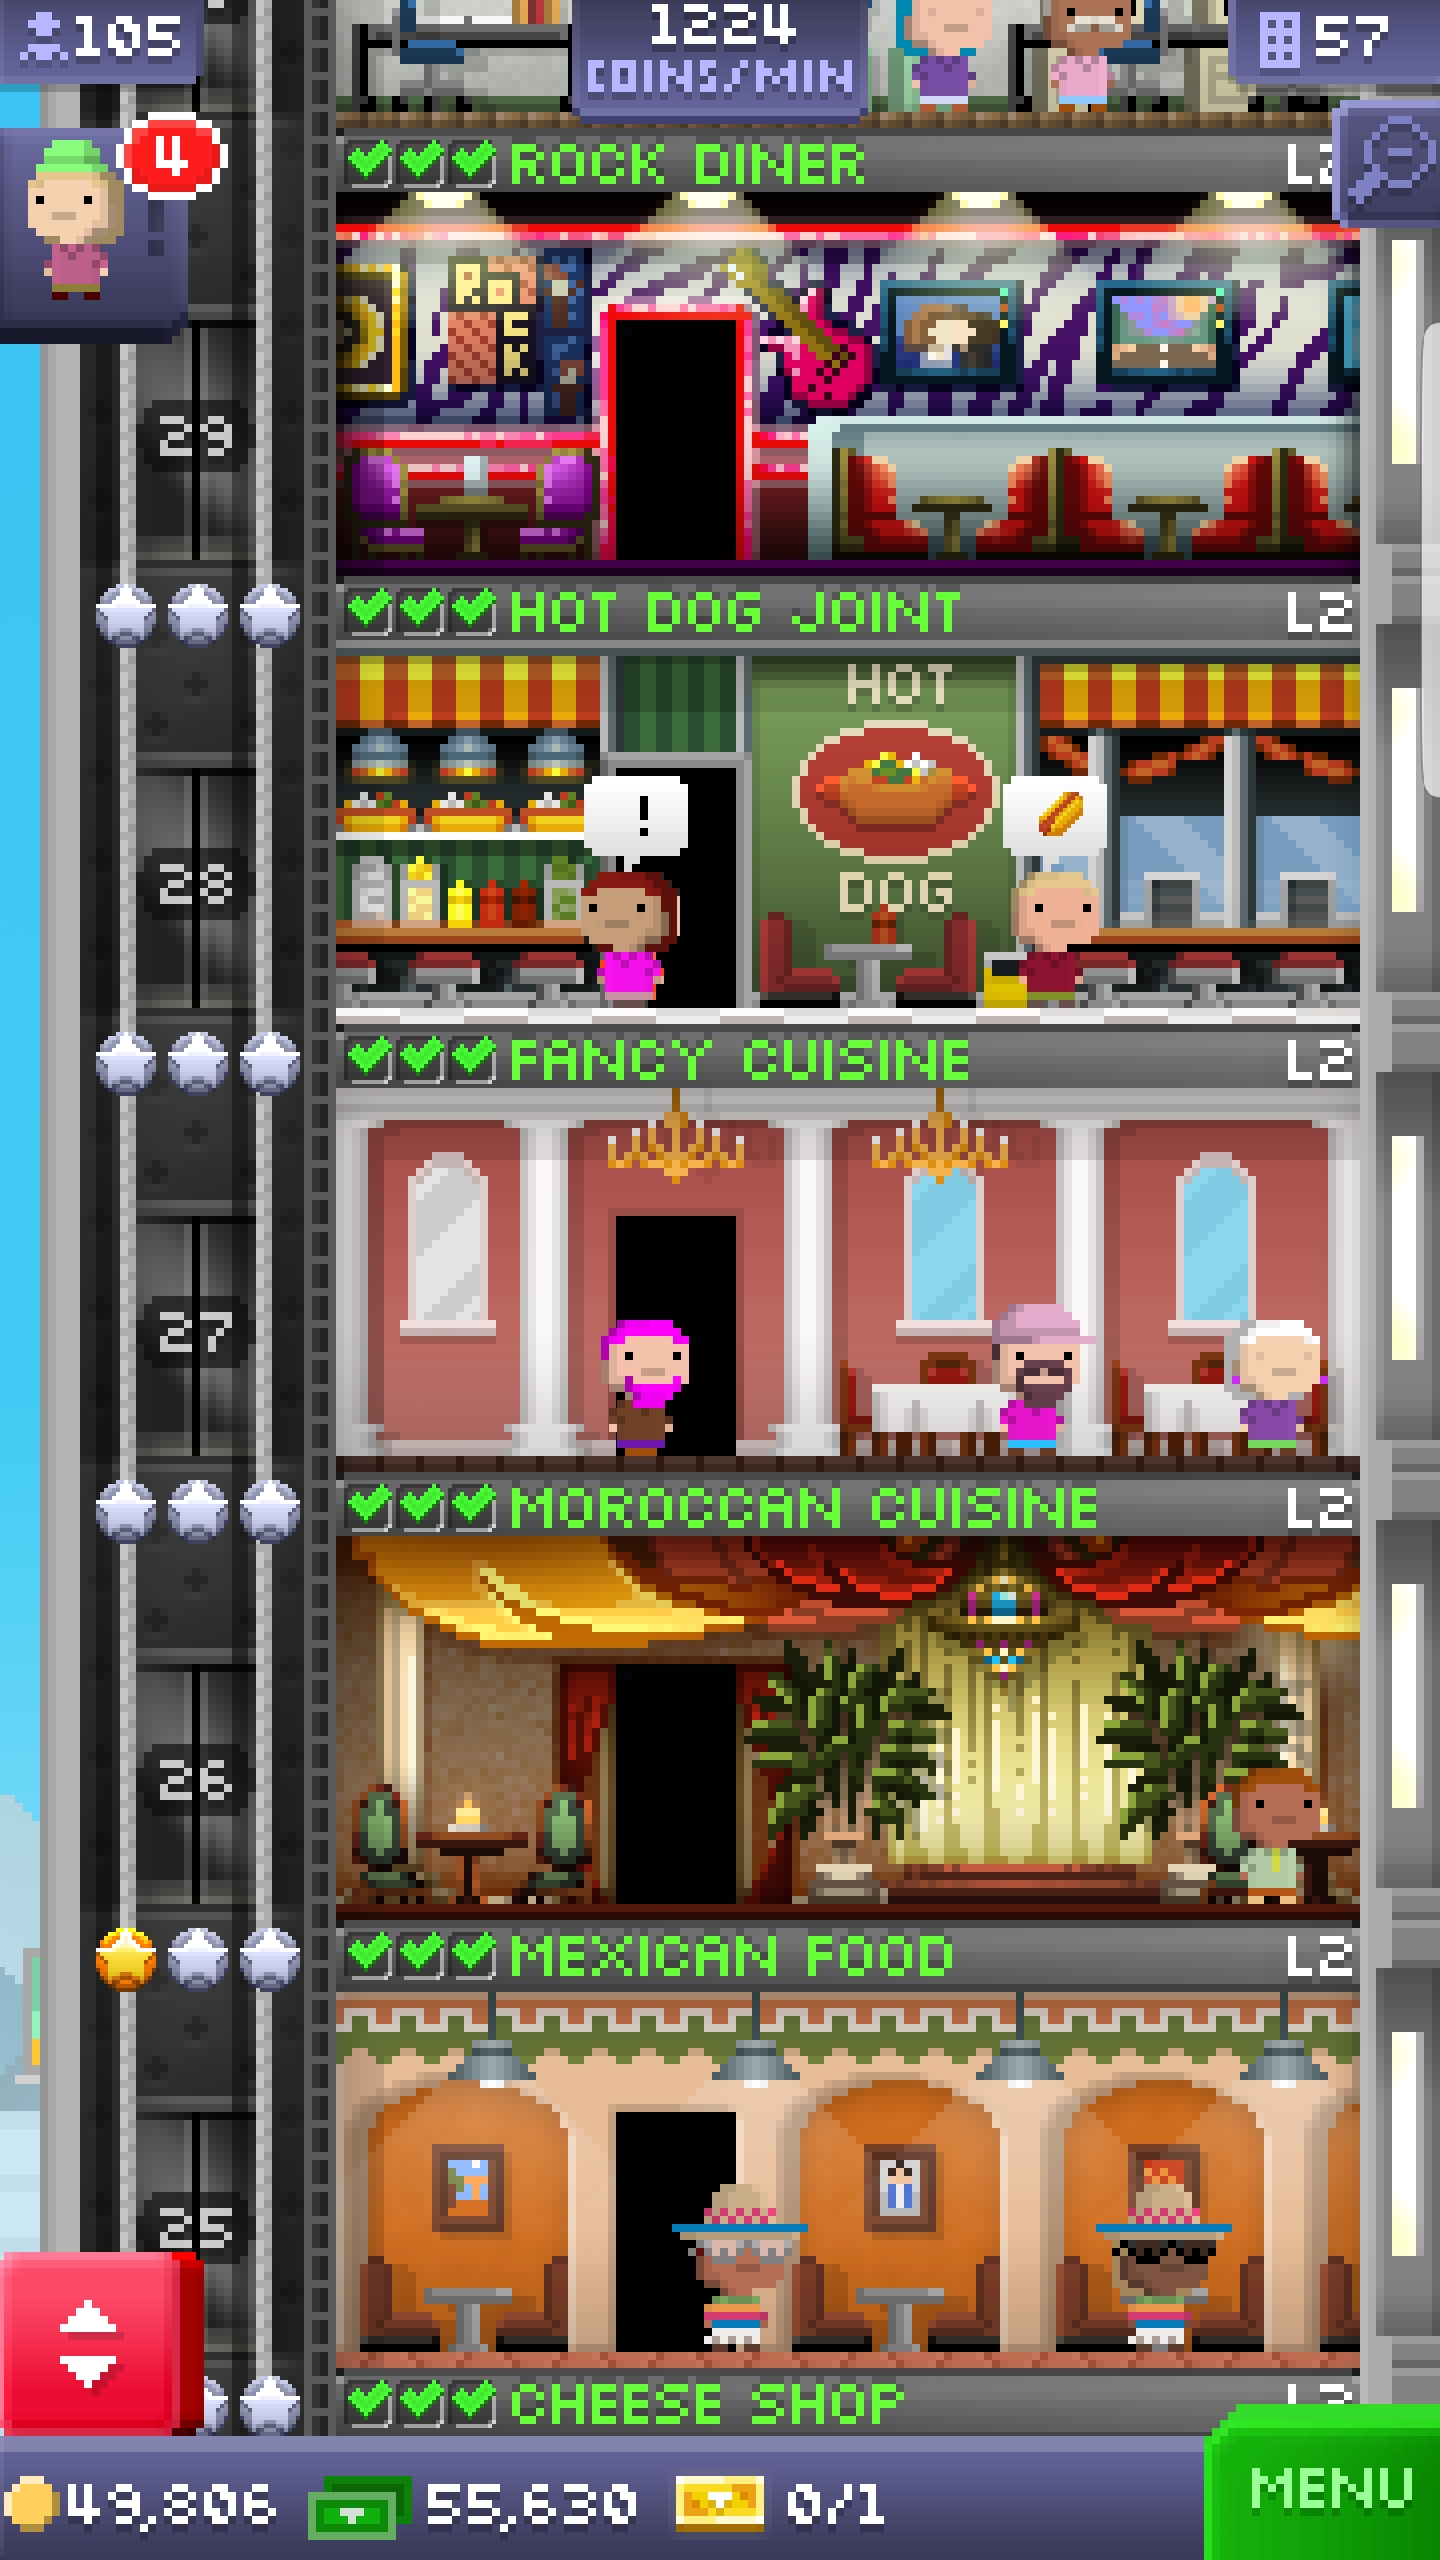 105
1224
COINS/MIN
57
4
!
ROCK DINER
Ro
CK
29
HOT DOG JOINT L2
HOT
!
28
DOG
FANCY CUISINE L2
27
MOROCCAN CUISINE L2
26
MEXICAN FOOD L2
25
CHEESE SHOP
49,806 55,630 0/1
MENU